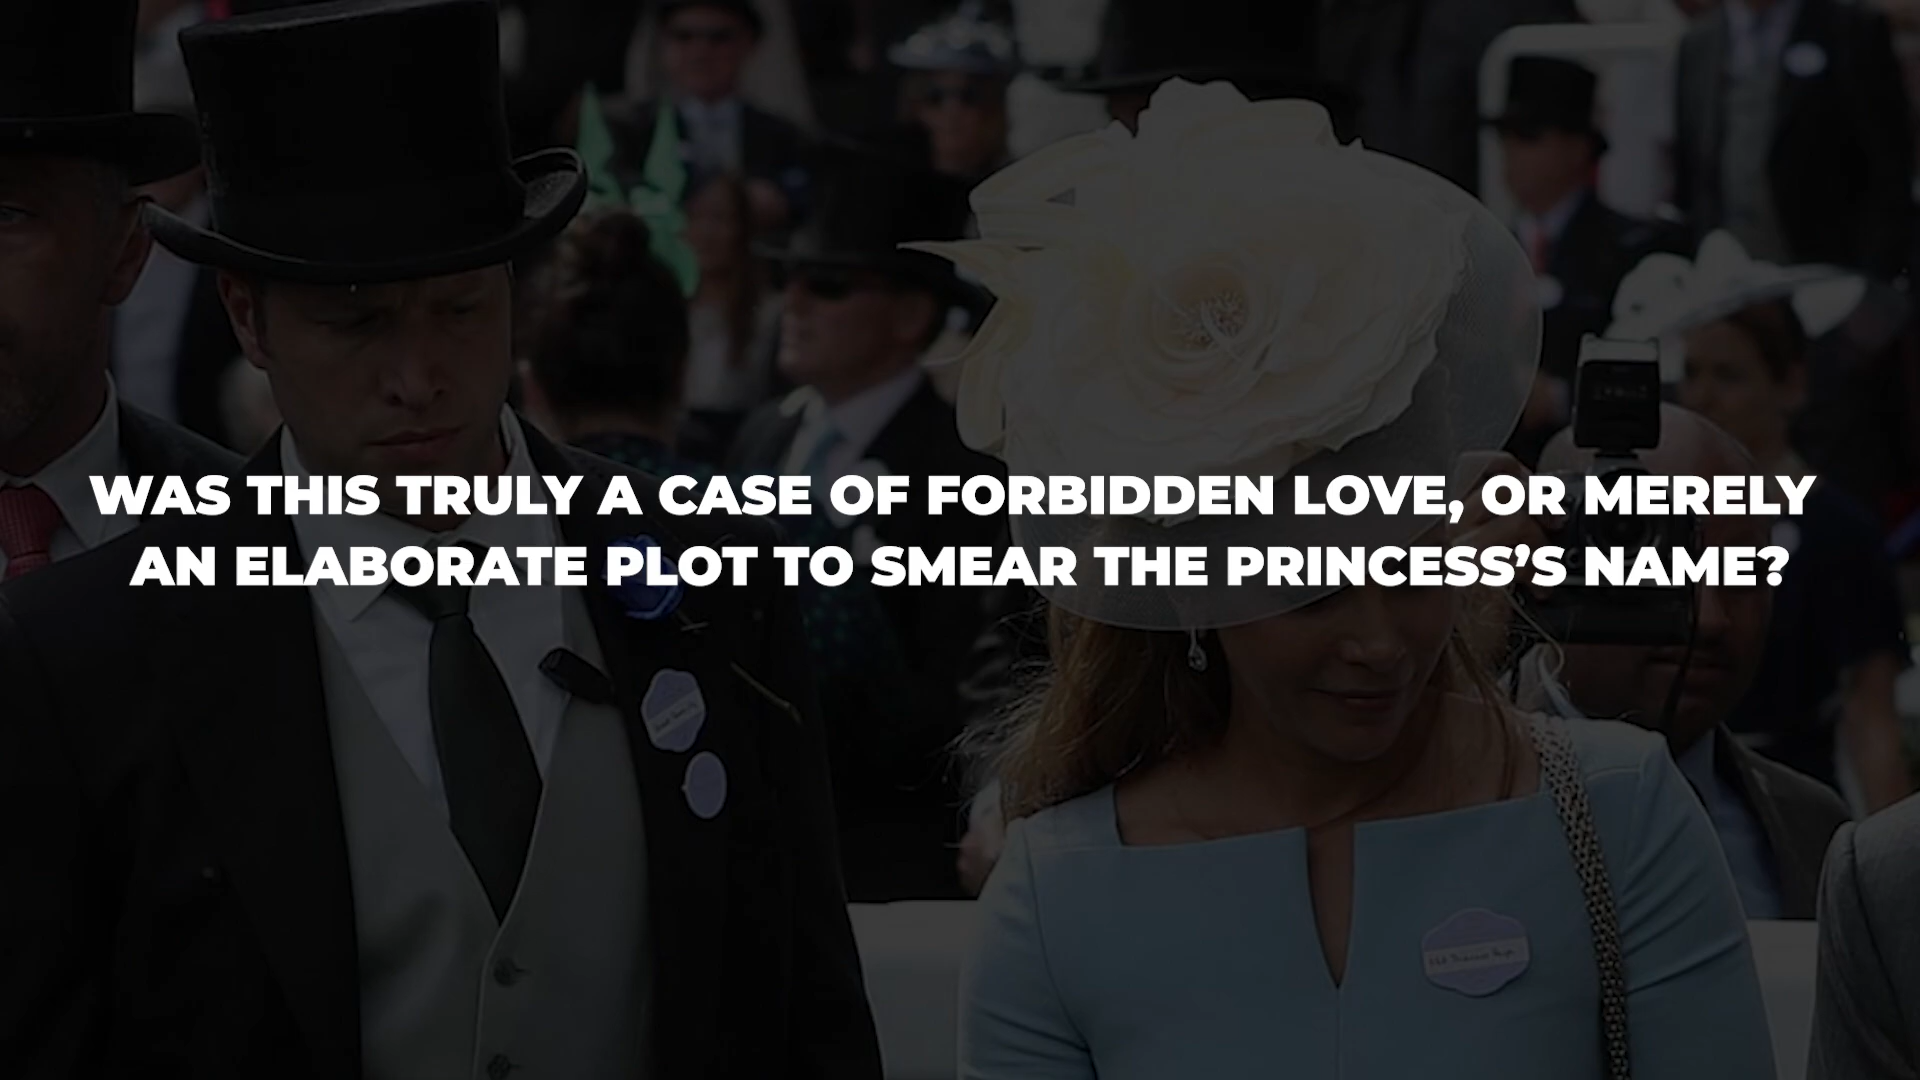 WAS THIS TRULY A CASE OF FORBIDDEN LOVE, OR MERELY
AN ELABORATE PLOT TO SMEAR THE PRINCESS’S NAME?